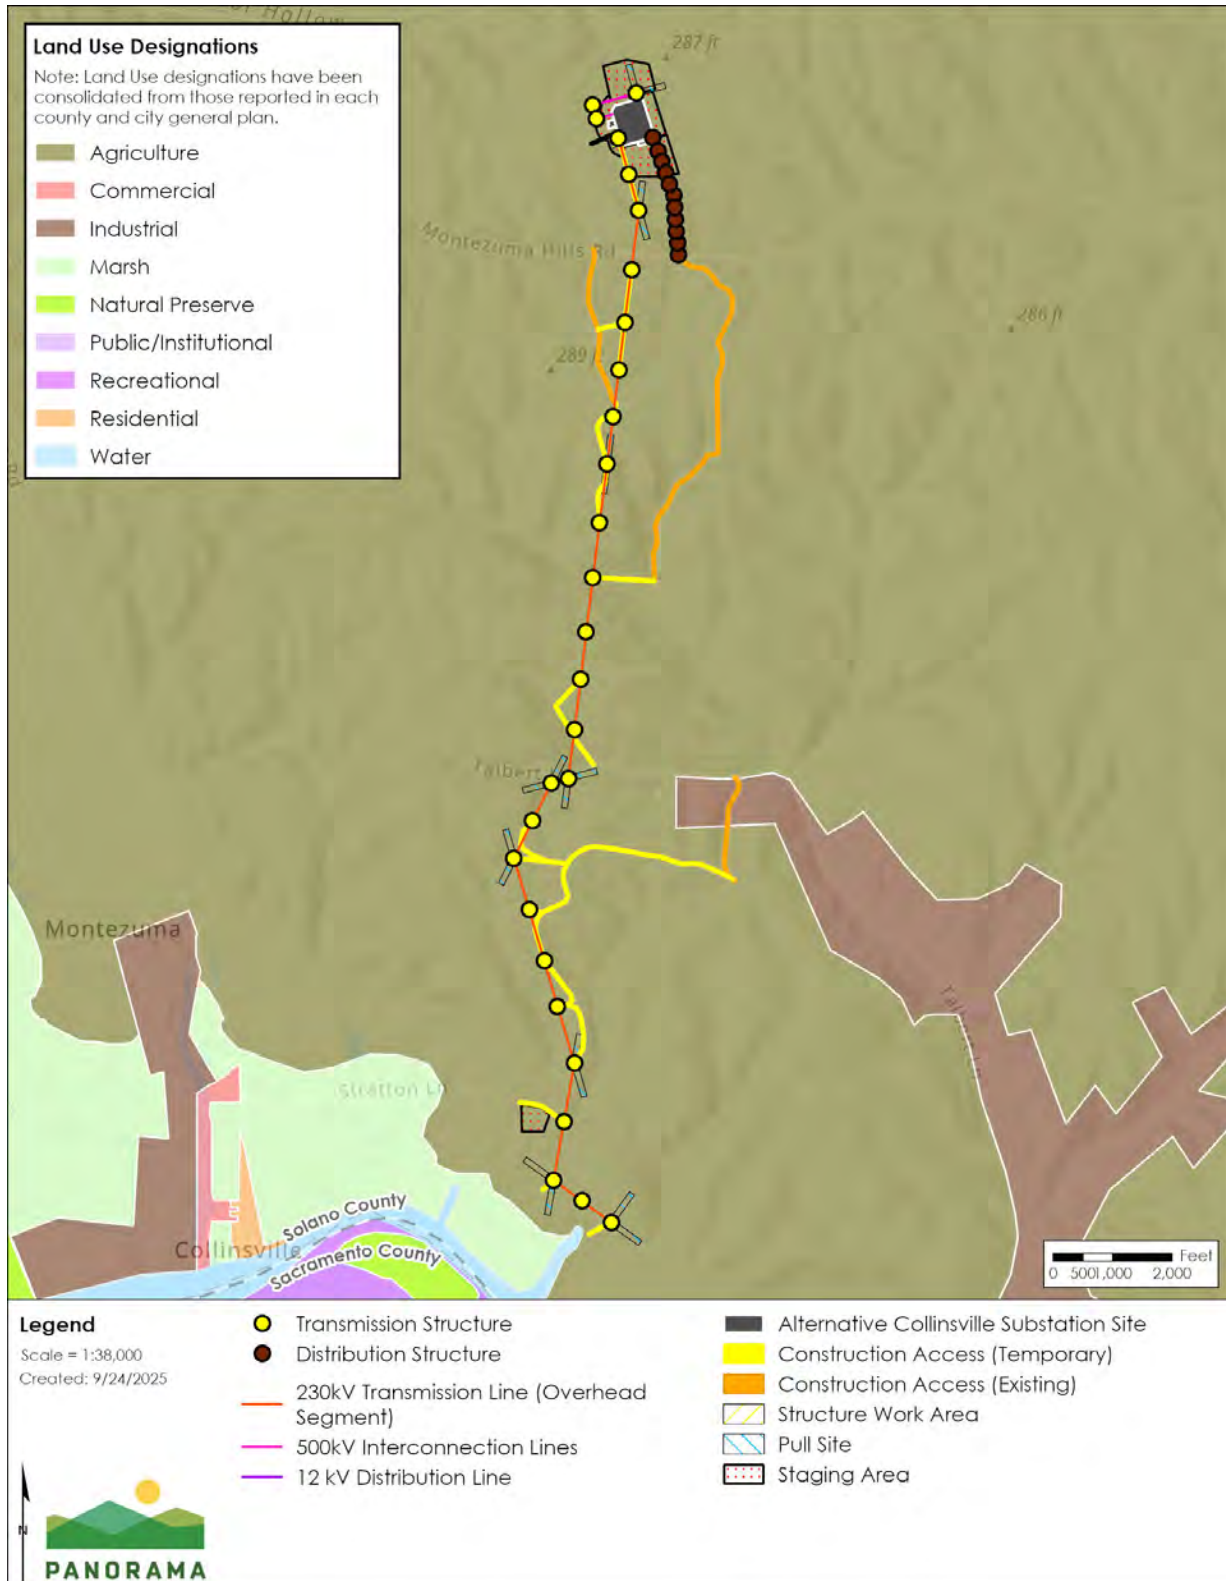 Land Use Designations
Note: Land Use designations have been
consolidated from those reported in each
county and city general plan.
Agriculture
Commercial
Industrial
Marsh
Natural Preserve
Public/Institutional
Recreational
Residential
Water
287 ft
Montezuma Hills Rd
286 ft
289 ft
Talbert
Montezuma
Stratton Ln
Solano County
Sacramento County
Collinsville
Feet
0 500 1,000 2,000
Legend
Scale = 1:38,000
Created: 9/24/2025
Transmission Structure
Distribution Structure
230kV Transmission Line (Overhead
Segment)
500kV Interconnection Lines
12 kV Distribution Line
Alternative Collinsville Substation Site
Construction Access (Temporary)
Construction Access (Existing)
Structure Work Area
Pull Site
Staging Area
N
PANORAMA